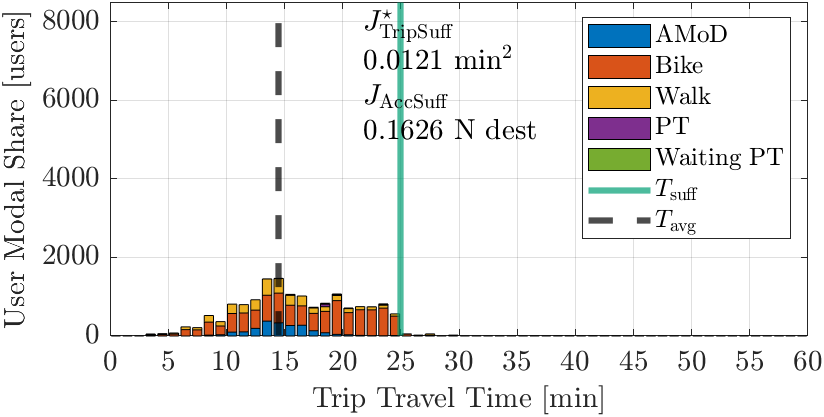 8000
6000
4000
2000
0
User Modal Share [users]
J⋆TripSuff
0.0121 min²
JAccSuff
0.1626 N dest
AMoD
Bike
Walk
PT
Waiting PT
Tsuff
Tavg
0 5 10 15 20 25 30 35 40 45 50 55 60
Trip Travel Time [min]